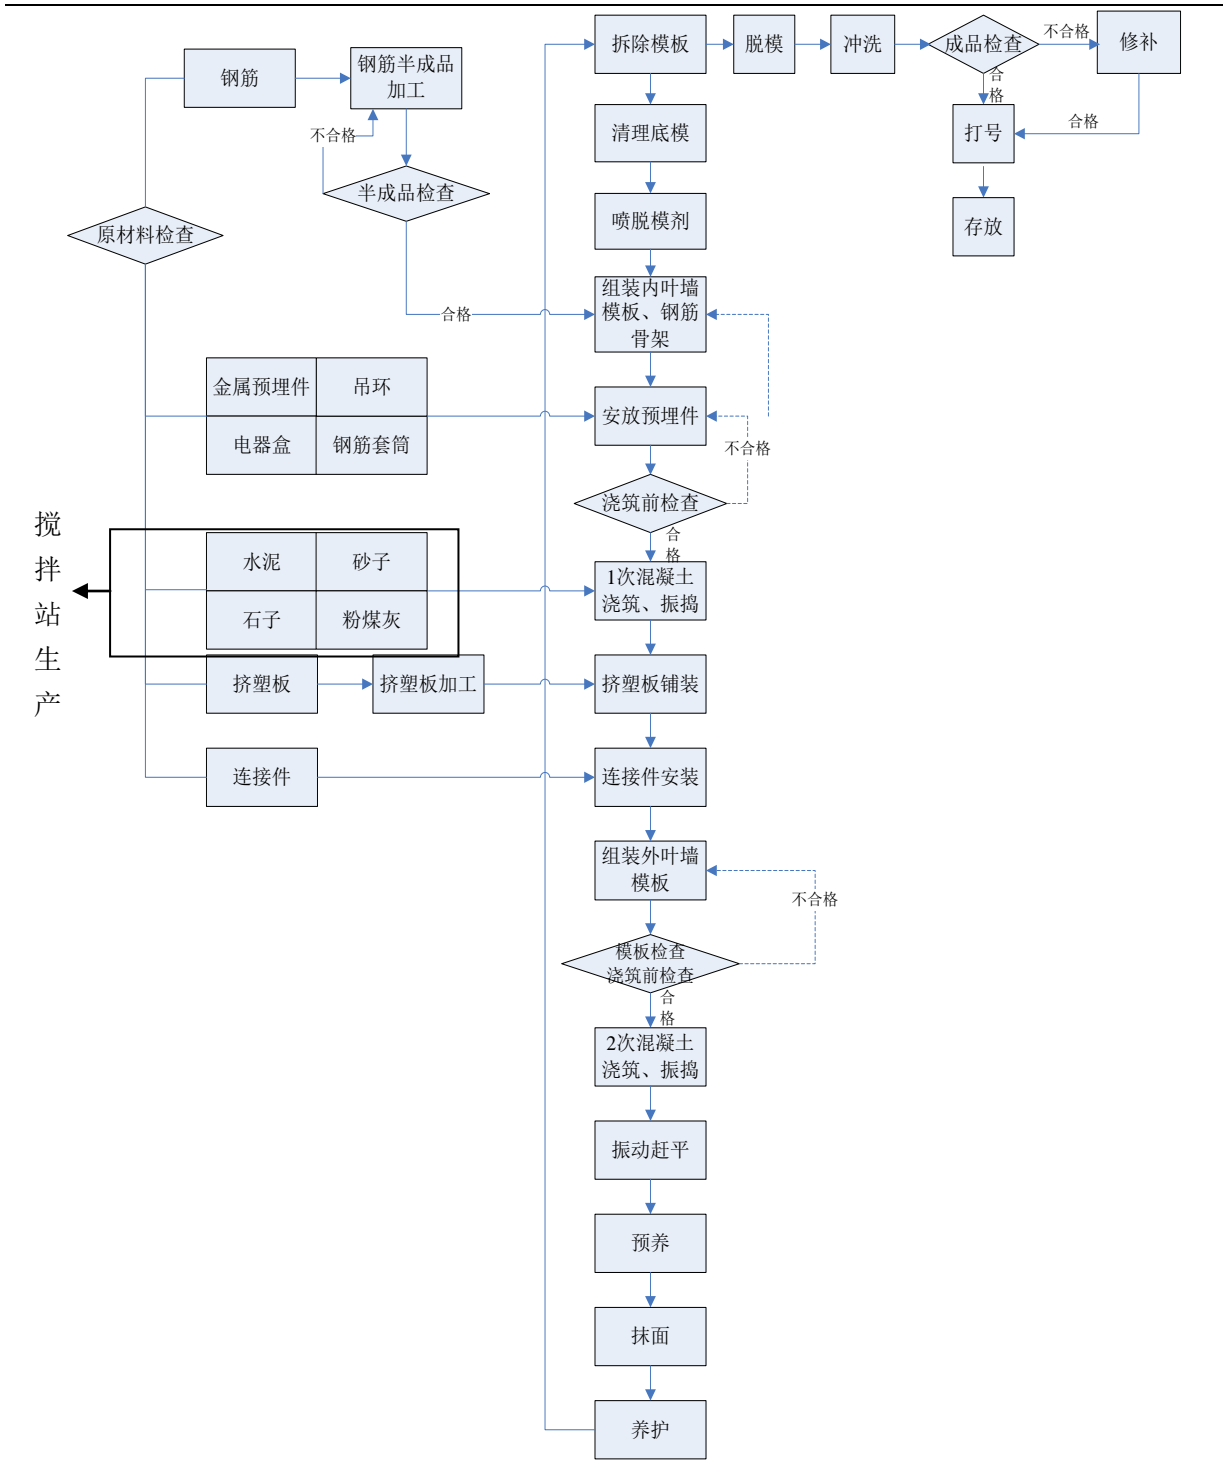 拆除模板
脱模
冲洗
成品检查
不合格
修补
合
格
打号
合格
存放
钢筋
钢筋半成品
加工
不合格
半成品检查
原材料检查
合格
清理底模
喷脱模剂
组装内叶墙
模板、钢筋
骨架
金属预埋件
吊环
电器盒
钢筋套筒
安放预埋件
不合格
浇筑前检查
合
格
搅
拌
站
生
产
水泥
砂子
石子
粉煤灰
1次混凝土
浇筑、振捣
挤塑板
挤塑板加工
挤塑板铺装
连接件
连接件安装
组装外叶墙
模板
不合格
模板检查
浇筑前检查
合
格
2次混凝土
浇筑、振捣
振动赶平
预养
抹面
养护